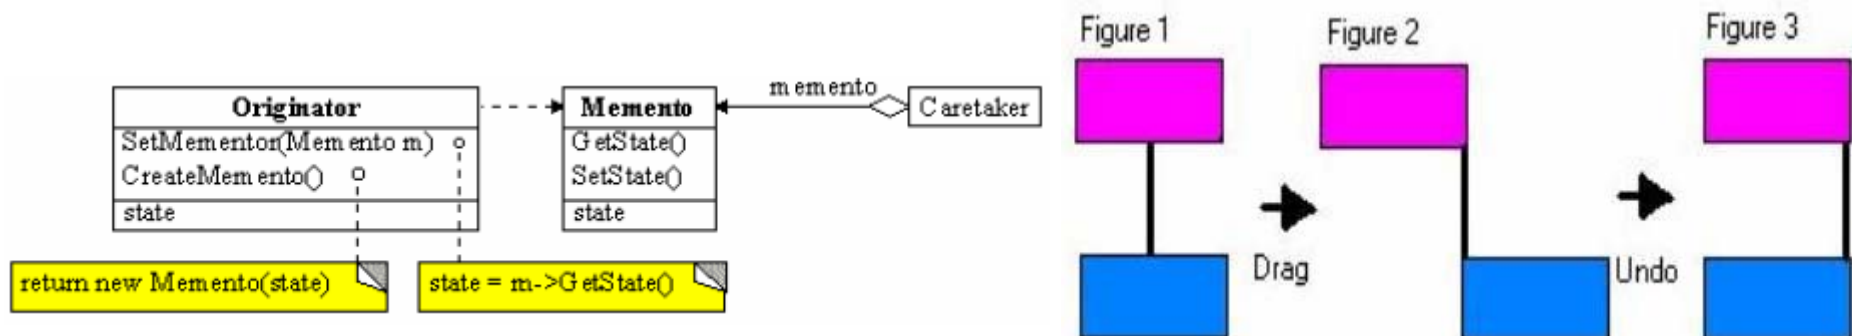 Originator
SetMementor(Memento m)
CreateMemento()
state
return new Memento(state)
state = m->GetState()
Memento
GetState()
SetState()
state
memento
Caretaker
Figure 1
Drag
Figure 2
Undo
Figure 3